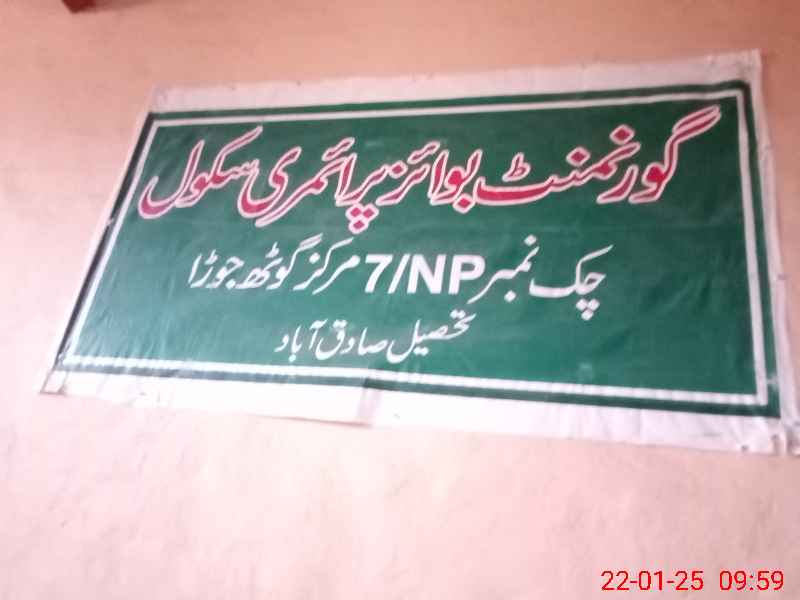 گورنمنٹ بوائز پرائمری سکول
چک نمبر 7/NP مرکز گوٹھ جوڑا
تحصیل صادق آباد
22-01-25 09:59